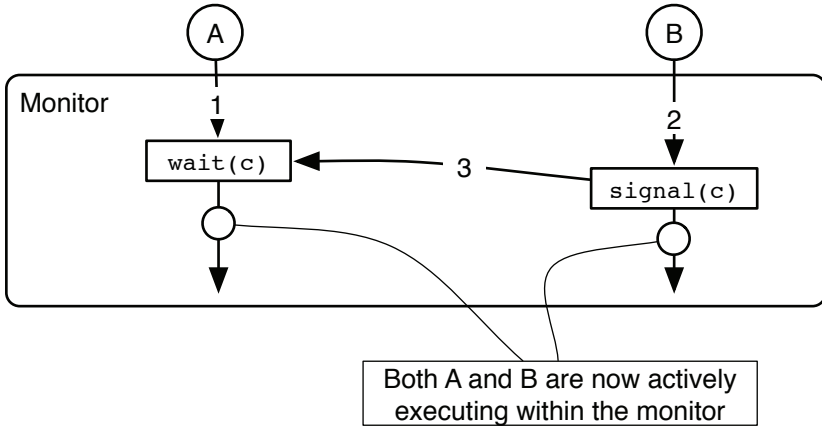 A
B
Monitor
1
2
wait(c)
3
signal(c)
Both A and B are now actively
executing within the monitor